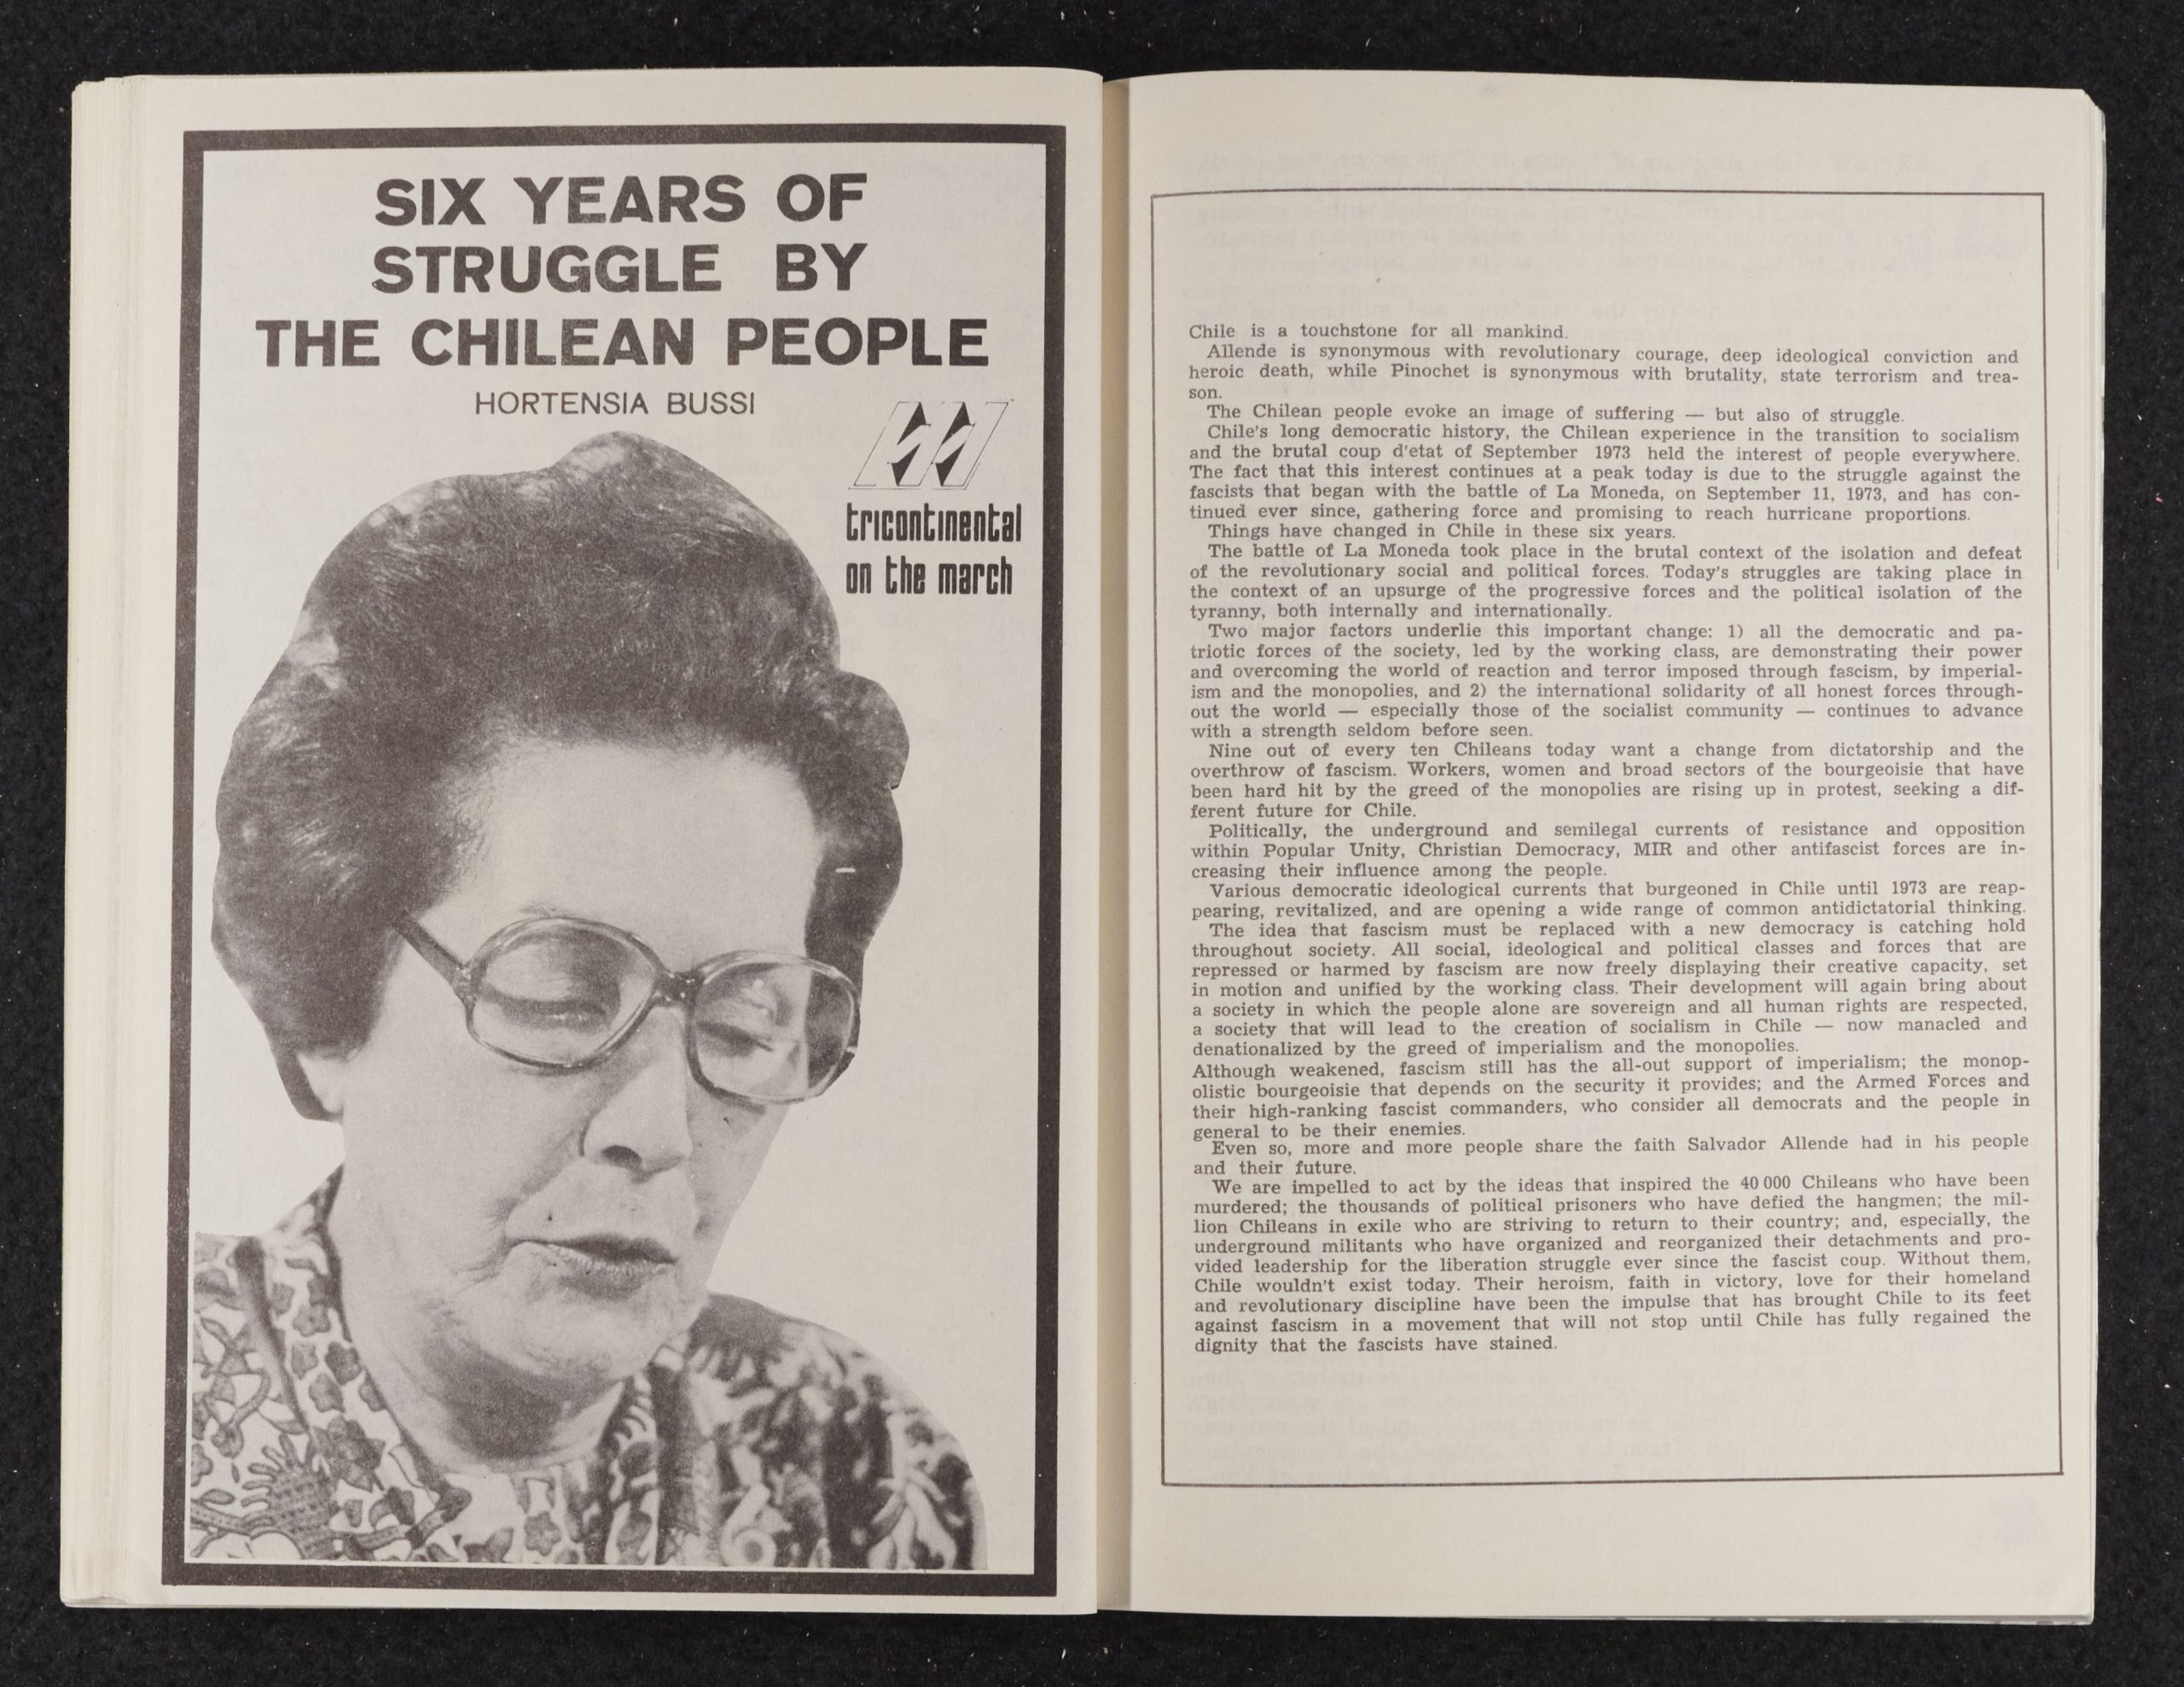 SIX YEARS OF
STRUGGLE BY
THE CHILEAN PEOPLE
HORTENSIA BUSSI
tricontinental
on the march
Chile is a touchstone for all mankind.
Allende is synonymous with revolutionary courage, deep ideological conviction and
heroic death, while Pinochet is synonymous with brutality, state terrorism and trea-
son.
The Chilean people evoke an image of suffering — but also of struggle.
Chile's long democratic history, the Chilean experience in the transition to socialism
and the brutal coup d'etat of September 1973 held the interest of people everywhere.
The fact that this interest continues at a peak today is due to the struggle against the
fascists that began with the battle of La Moneda, on September 11, 1973, and has con-
tinued ever since, gathering force and promising to reach hurricane proportions.
Things have changed in Chile in these six years.
The battle of La Moneda took place in the brutal context of the isolation and defeat
of the revolutionary social and political forces. Today's struggles are taking place in
the context of an upsurge of the progressive forces and the political isolation of the
tyranny, both internally and internationally.
Two major factors underlie this important change: 1) all the democratic and pa-
triotic forces of the society, led by the working class, are demonstrating their power
and overcoming the world of reaction and terror imposed through fascism, by imperial-
ism and the monopolies, and 2) the international solidarity of all honest forces through-
out the world — especially those of the socialist community — continues to advance
with a strength seldom before seen.
Nine out of every ten Chileans today want a change from dictatorship and the
overthrow of fascism. Workers, women and broad sectors of the bourgeoisie that have
been hard hit by the greed of the monopolies are rising up in protest, seeking a dif-
ferent future for Chile.
Politically, the underground and semilegal currents of resistance and opposition
within Popular Unity, Christian Democracy, MIR and other antifascist forces are in-
creasing their influence among the people.
Various democratic ideological currents that burgeoned in Chile until 1973 are reap-
pearing, revitalized, and are opening a wide range of common antidictatorial thinking.
The idea that fascism must be replaced with a new democracy is catching hold
throughout society. All social, ideological and political classes and forces that are
repressed or harmed by fascism are now freely displaying their creative capacity, set
in motion and unified by the working class. Their development will again bring about
a society in which the people alone are sovereign and all human rights are respected,
a society that will lead to the creation of socialism in Chile — now manacled and
denationalized by the greed of imperialism and the monopolies.
Although weakened, fascism still has the all-out support of imperialism; the monop-
olistic bourgeoisie that depends on the security it provides; and the Armed Forces and
their high-ranking fascist commanders, who consider all democrats and the people in
general to be their enemies.
Even so, more and more people share the faith Salvador Allende had in his people
and their future.
We are impelled to act by the ideas that inspired the 40 000 Chileans who have been
murdered; the thousands of political prisoners who have defied the hangmen; the mil-
lion Chileans in exile who are striving to return to their country; and, especially, the
underground militants who have organized and reorganized their detachments and pro-
vided leadership for the liberation struggle ever since the fascist coup. Without them,
Chile wouldn't exist today. Their heroism, faith in victory, love for their homeland
and revolutionary discipline have been the impulse that has brought Chile to its feet
against fascism in a movement that will not stop until Chile has fully regained the
dignity that the fascists have stained.